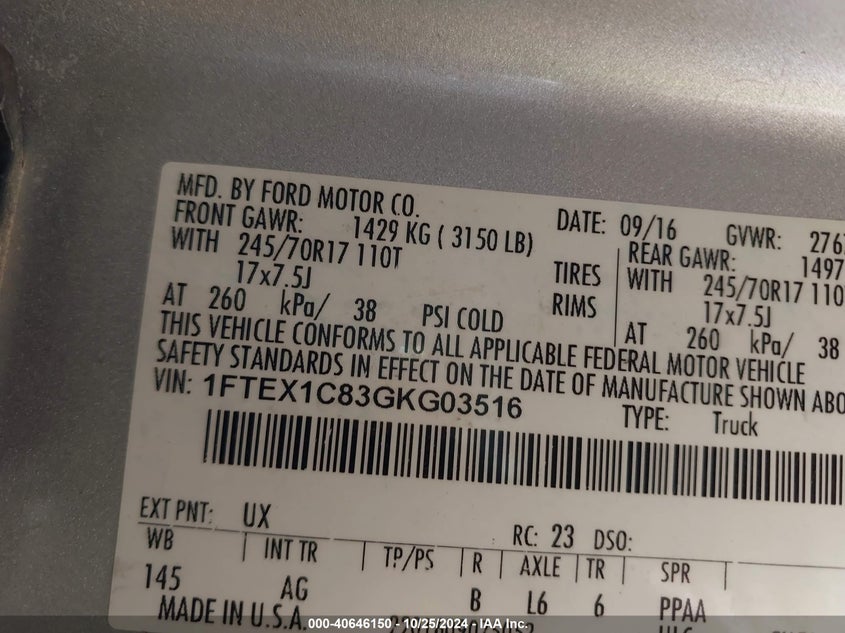 MFD. BY FORD MOTOR CO.
DATE: 09/16 GVWR: 276
FRONT GAWR: 1429 KG ( 3150 LB) REAR GAWR: 1497
WITH 245/70R17 110T TIRES WITH 245/70R17 110
17x7.5J RIMS 17x7.5J
AT 260 kPa/ 38 PSI COLD AT 260 kPa/ 38
THIS VEHICLE CONFORMS TO ALL APPLICABLE FEDERAL MOTOR VEHICLE
SAFETY STANDARDS IN EFFECT ON THE DATE OF MANUFACTURE SHOWN ABO
VIN: 1FTEX1C83GKG03516
TYPE: Truck
EXT PNT: UX RC: 23 DSO:
WB INT TR TP/PS R AXLE TR SPR
145 AG B L6 6 PPAA
MADE IN U.S.A.
000-40646150 - 10/25/2024 - IAA Inc.